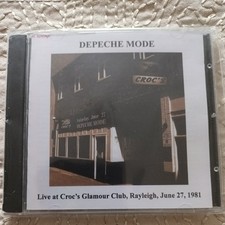 DEPECHE MODE
CROC'S
Live at Croc's Glamour Club, Rayleigh, June 27, 1981